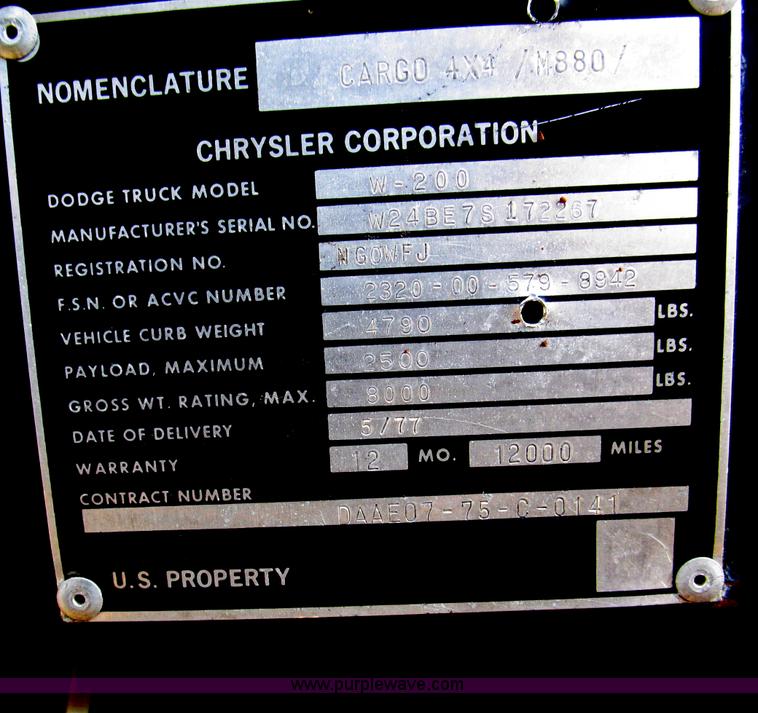 NOMENCLATURE CARGO 4X4 /M880/
CHRYSLER CORPORATION
DODGE TRUCK MODEL W-200
MANUFACTURER'S SERIAL NO. W24BE7S172267
REGISTRATION NO. NG0WFJ
F.S.N. OR ACVC NUMBER 2320-00-579-8942
VEHICLE CURB WEIGHT 4790 LBS.
PAYLOAD, MAXIMUM 2500 LBS.
GROSS WT. RATING, MAX. 8000 LBS.
DATE OF DELIVERY 5/77
WARRANTY 12 MO. 12000 MILES
CONTRACT NUMBER
DAAE07-75-C-0141
U.S. PROPERTY
www.purplewave.com